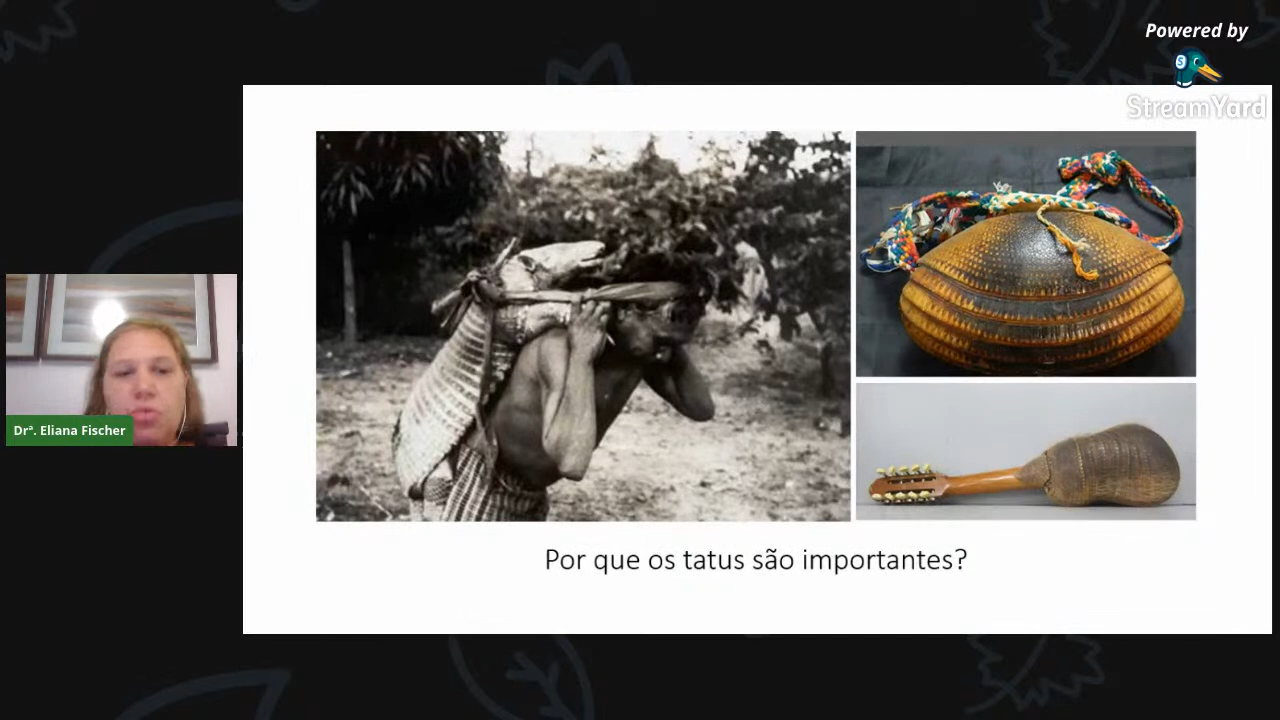 Powered by
StreamYard
Drª. Eliana Fischer
Por que os tatus são importantes?